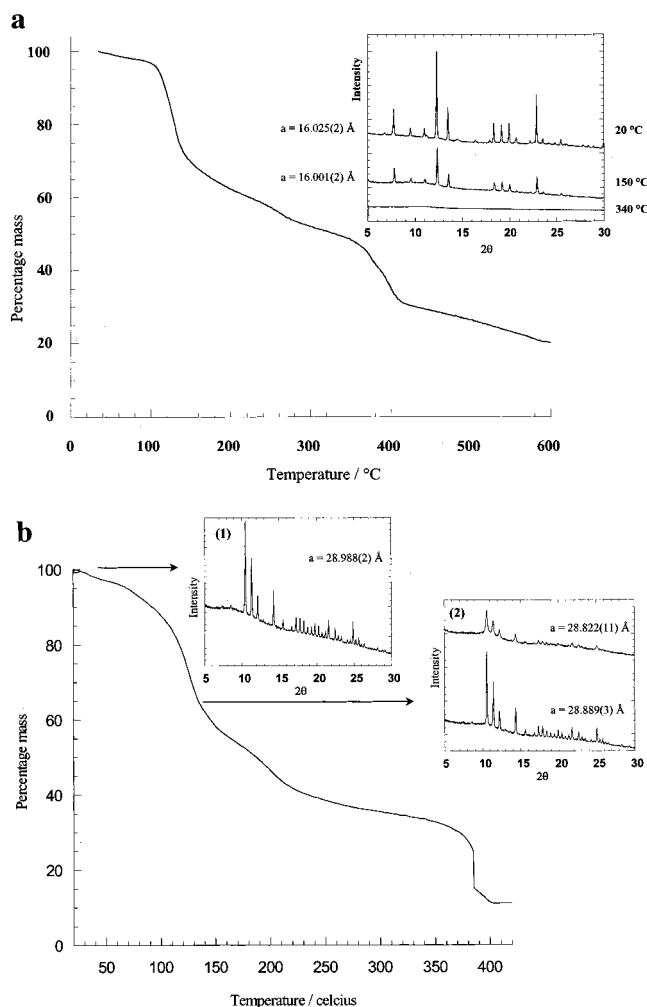 a
Percentage mass
100
80
60
40
20
0
0 100 200 300 400 500 600
Temperature / °C
Intensity
a = 16.025(2) Å
20 °C
a = 16.001(2) Å
150 °C
340 °C
5 10 15 20 25 30
2θ
b
Percentage mass
100
80
60
40
20
0
50 100 150 200 250 300 350 400
Temperature / celcius
(1)
Intensity
a = 28.988(2) Å
5 10 15 20 25 30
2θ
(2)
Intensity
a = 28.822(11) Å
a = 28.889(3) Å
5 10 15 20 25 30
2θ